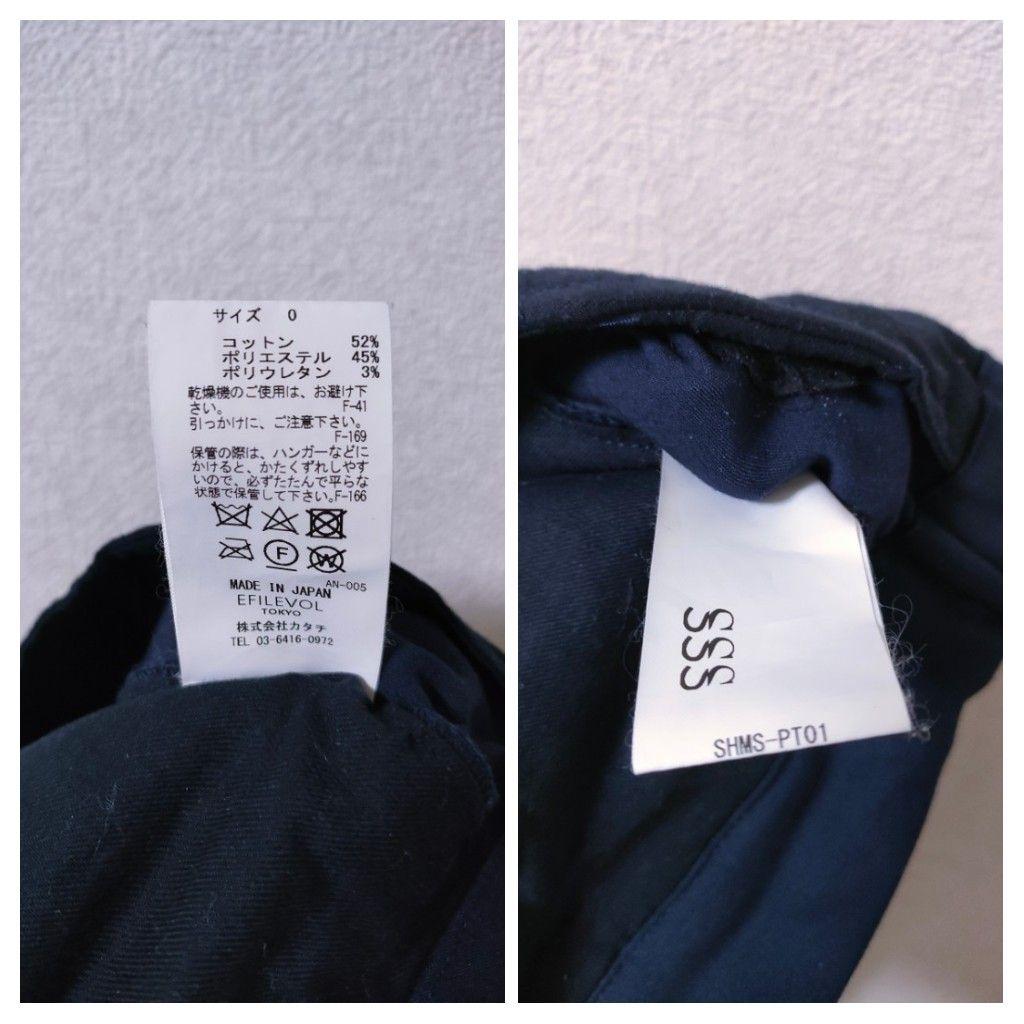 サイズ 0
コットン 52%
ポリエステル 45%
ポリウレタン 3%
乾燥機のご使用は、お避け下
さい。 F-41
引っかけに、ご注意下さい。
F-169
保管の際は、ハンガーなどに
かけると、かたくずれしやす
いので、必ずたたんで平らな
状態で保管して下さい。F-166
F
W
MADE IN JAPAN AN-005
EFILEVOL
TOKYO
株式会社カタチ
TEL 03-6416-0972
SSS
SHMS-PT01